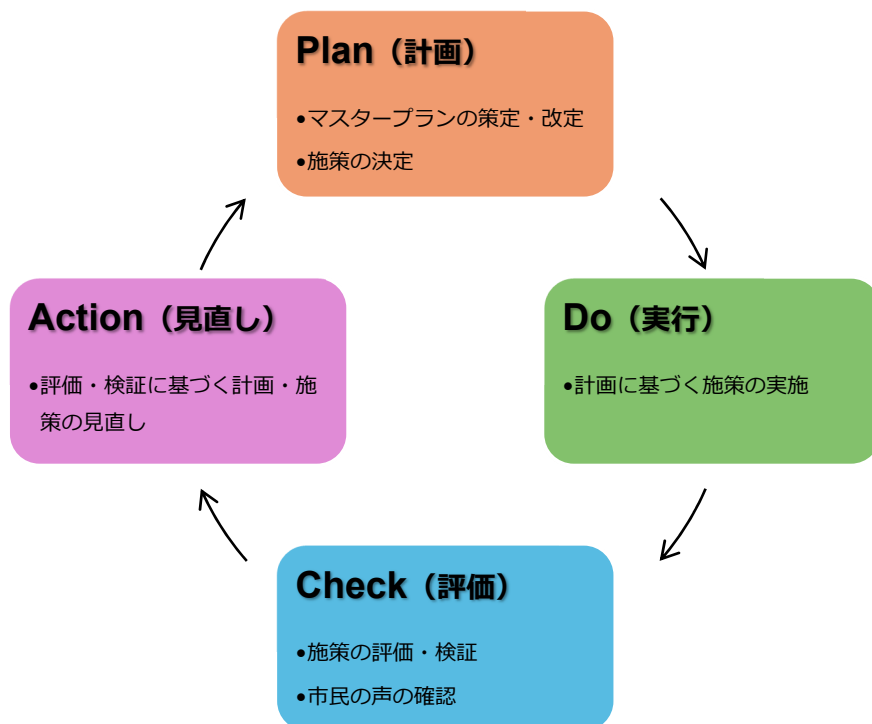 Plan（計画）
•マスタープランの策定・改定
•施策の決定
Action（見直し）
•評価・検証に基づく計画・施
策の見直し
Do（実行）
•計画に基づく施策の実施
Check（評価）
•施策の評価・検証
•市民の声の確認